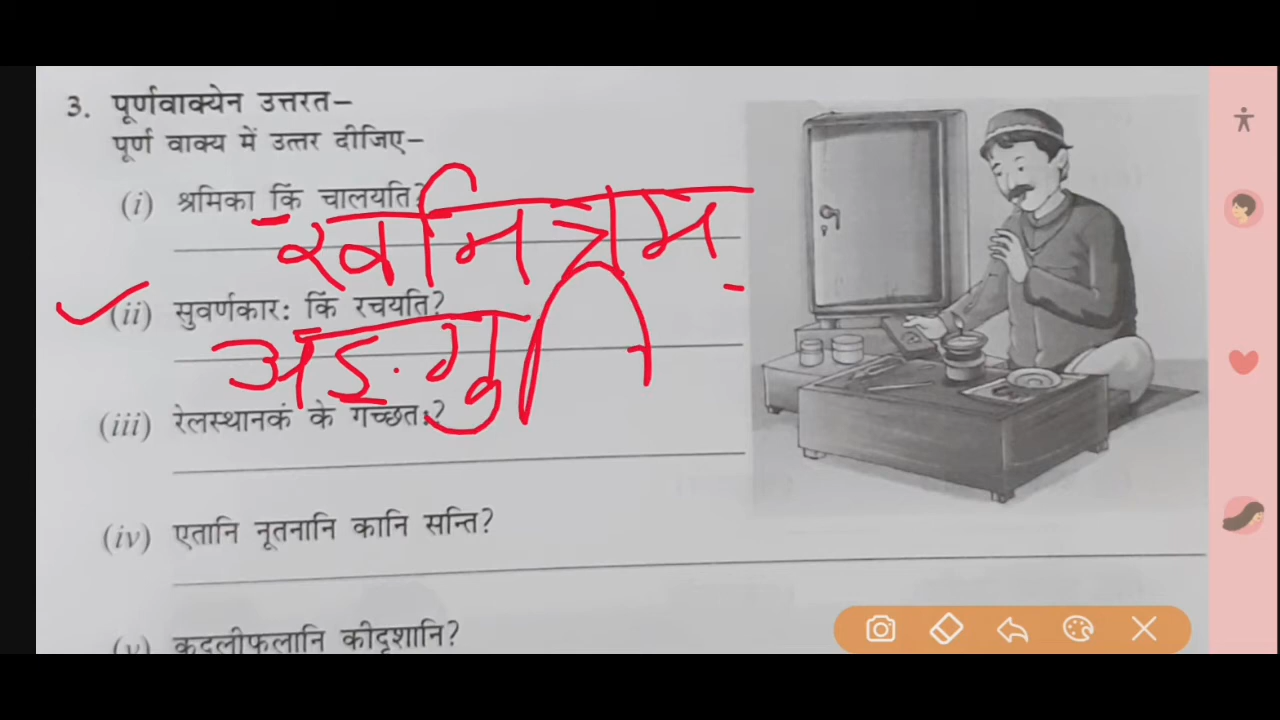 3. पूर्णवाक्येन उत्तरत–
पूर्ण वाक्य में उत्तर दीजिए–
(i) श्रमिका किं चालयति?
खनित्रम
(ii) सुवर्णकारः किं रचयति?
अङगु
(iii) रेलस्थानकं के गच्छतः?
(iv) एतानि नूतनानि कानि सन्ति?
(v) कदलीफलानि कीदृशानि?